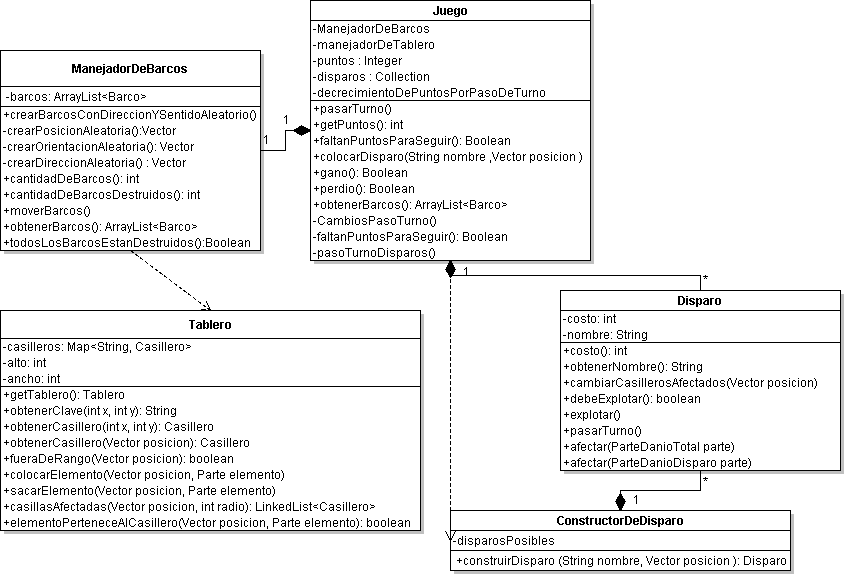 ManejadorDeBarcos
-barcos: ArrayList<Barco>
+crearBarcosConDireccionYSentidoAleatorio()
-crearPosicionAleatoria():Vector
-crearOrientacionAleatoria(): Vector
-crearDireccionAleatoria() : Vector
+cantidadDeBarcos(): int
+cantidadDeBarcosDestruidos(): int
+moverBarcos()
+obtenerBarcos(): ArrayList<Barco>
+todosLosBarcosEstanDestruidos():Boolean
1
1
Juego
-ManejadorDeBarcos
-manejadorDeTablero
-puntos : Integer
-disparos : Collection
-decrecimientoDePuntosPorPasoDeTurno
+pasarTurno()
+getPuntos(): int
+faltanPuntosParaSeguir(): Boolean
+colocarDisparo(String nombre ,Vector posicion )
+gano(): Boolean
+perdio(): Boolean
+obtenerBarcos(): ArrayList<Barco>
-CambiosPasoTurno()
-faltanPuntosParaSeguir(): Boolean
-pasoTurnoDisparos()
1
*
Tablero
-casilleros: Map<String, Casillero>
-alto: int
-ancho: int
+getTablero(): Tablero
+obtenerClave(int x, int y): String
+obtenerCasillero(int x, int y): Casillero
+obtenerCasillero(Vector posicion): Casillero
+fueraDeRango(Vector posicion): boolean
+colocarElemento(Vector posicion, Parte elemento)
+sacarElemento(Vector posicion, Parte elemento)
+casillasAfectadas(Vector posicion, int radio): LinkedList<Casillero>
+elementoPerteneceAlCasillero(Vector posicion, Parte elemento): boolean
Disparo
-costo: int
-nombre: String
+costo(): int
+obtenerNombre(): String
+cambiarCasillerosAfectados(Vector posicion)
+debeExplotar(): boolean
+explotar()
+pasarTurno()
+afectar(ParteDanioTotal parte)
+afectar(ParteDanioDisparo parte)
*
1
ConstructorDeDisparo
-disparosPosibles
+construirDisparo (String nombre, Vector posicion ): Disparo